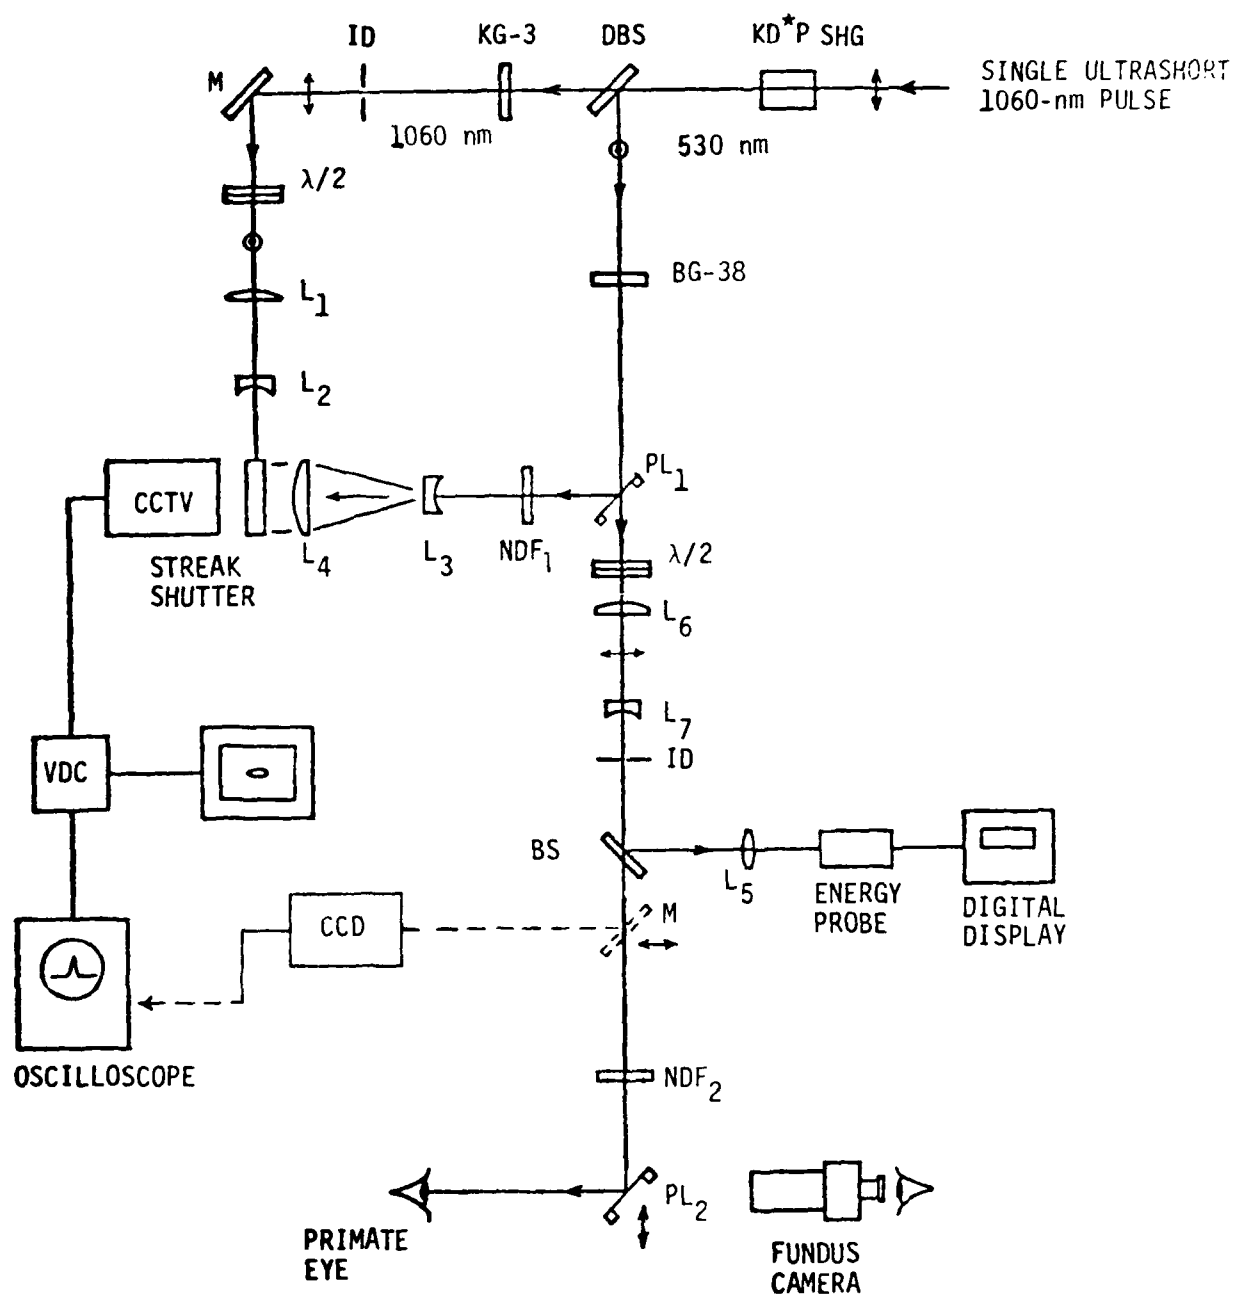 ID
KG-3
DBS
KD*P SHG
M
SINGLE ULTRASHORT
1060-nm PULSE
1060 nm
530 nm
λ/2
L1
BG-38
L2
PL1
CCTV
STREAK
SHUTTER
L4
L3
NDF1
λ/2
L6
L7
ID
VDC
BS
L5
ENERGY
PROBE
DIGITAL
DISPLAY
CCD
M
OSCILLOSCOPE
NDF2
PL2
PRIMATE
EYE
FUNDUS
CAMERA